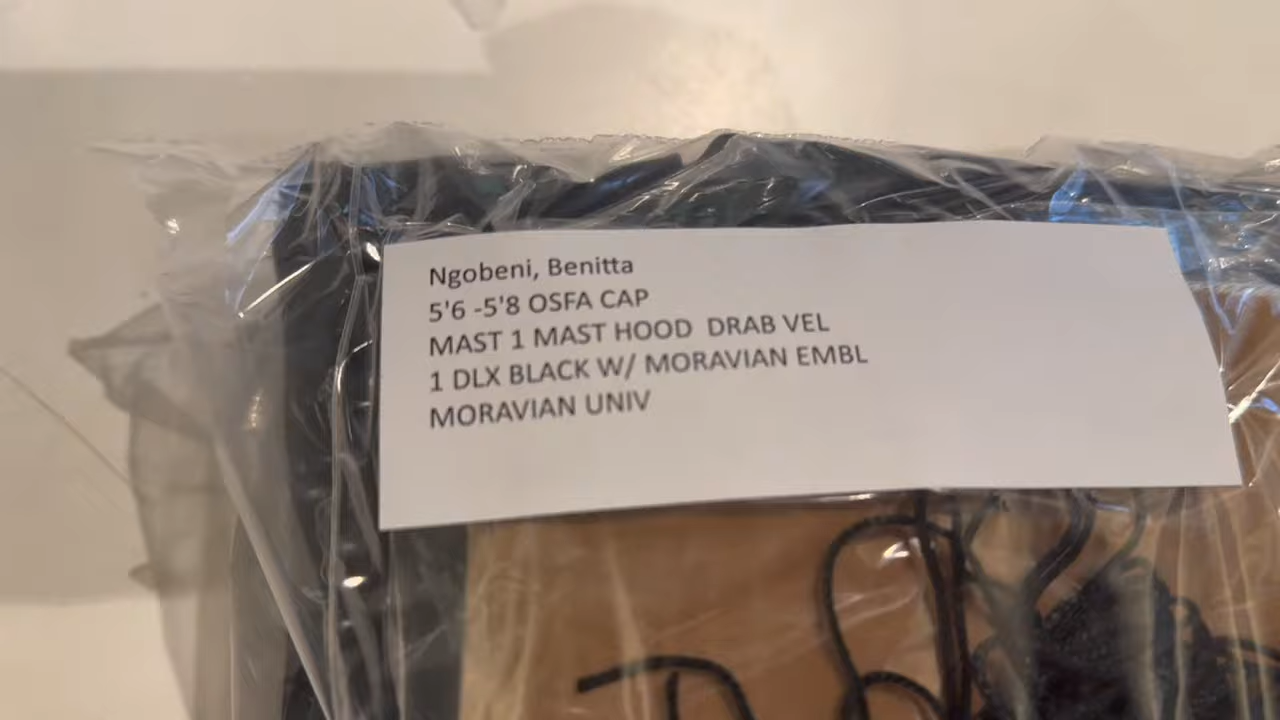 Ngobeni, Benitta
5'6 -5'8 OSFA CAP
MAST 1 MAST HOOD  DRAB VEL
1 DLX BLACK W/ MORAVIAN EMBL
MORAVIAN UNIV